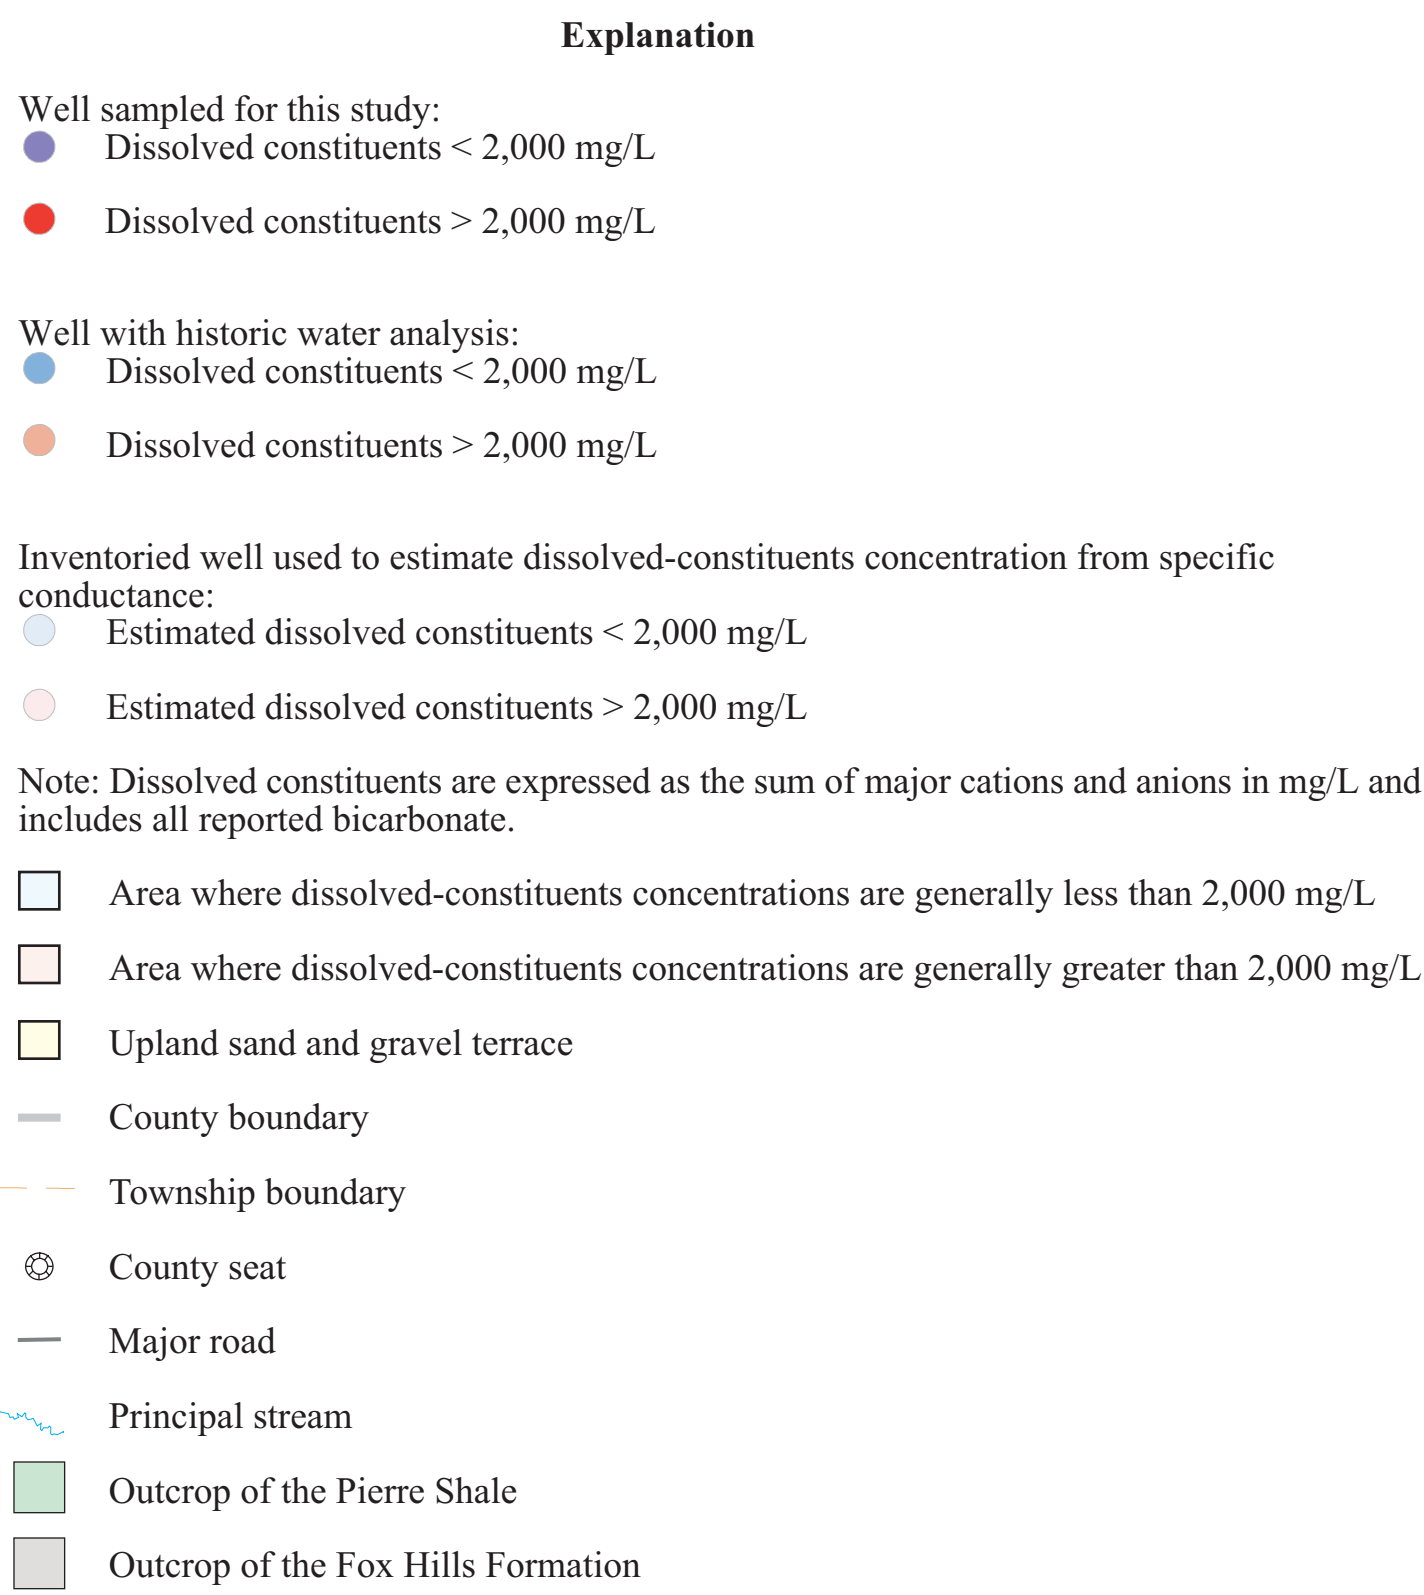 Explanation
Well sampled for this study:
Dissolved constituents < 2,000 mg/L
Dissolved constituents > 2,000 mg/L
Well with historic water analysis:
Dissolved constituents < 2,000 mg/L
Dissolved constituents > 2,000 mg/L
Inventoried well used to estimate dissolved-constituents concentration from specific
conductance:
Estimated dissolved constituents < 2,000 mg/L
Estimated dissolved constituents > 2,000 mg/L
Note: Dissolved constituents are expressed as the sum of major cations and anions in mg/L and
includes all reported bicarbonate.
Area where dissolved-constituents concentrations are generally less than 2,000 mg/L
Area where dissolved-constituents concentrations are generally greater than 2,000 mg/L
Upland sand and gravel terrace
County boundary
Township boundary
County seat
Major road
Principal stream
Outcrop of the Pierre Shale
Outcrop of the Fox Hills Formation